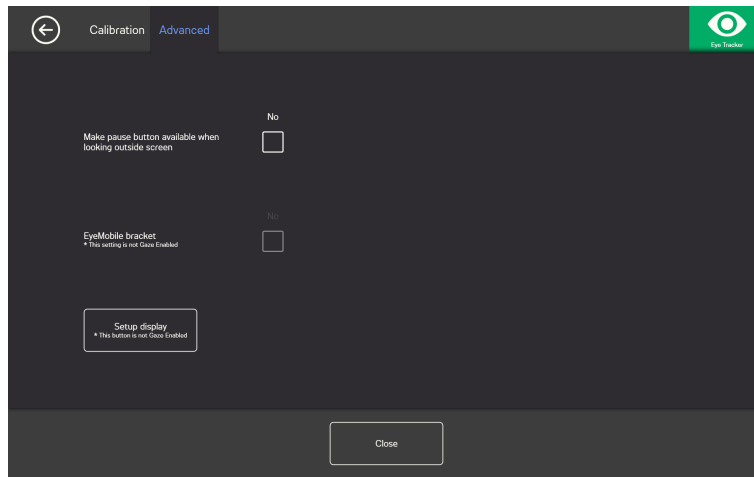 Calibration
Advanced
Eye Tracker
No
Make pause button available when
looking outside screen
No
EyeMobile bracket
* This setting is not Gaze Enabled
Setup display
* This button is not Gaze Enabled
Close